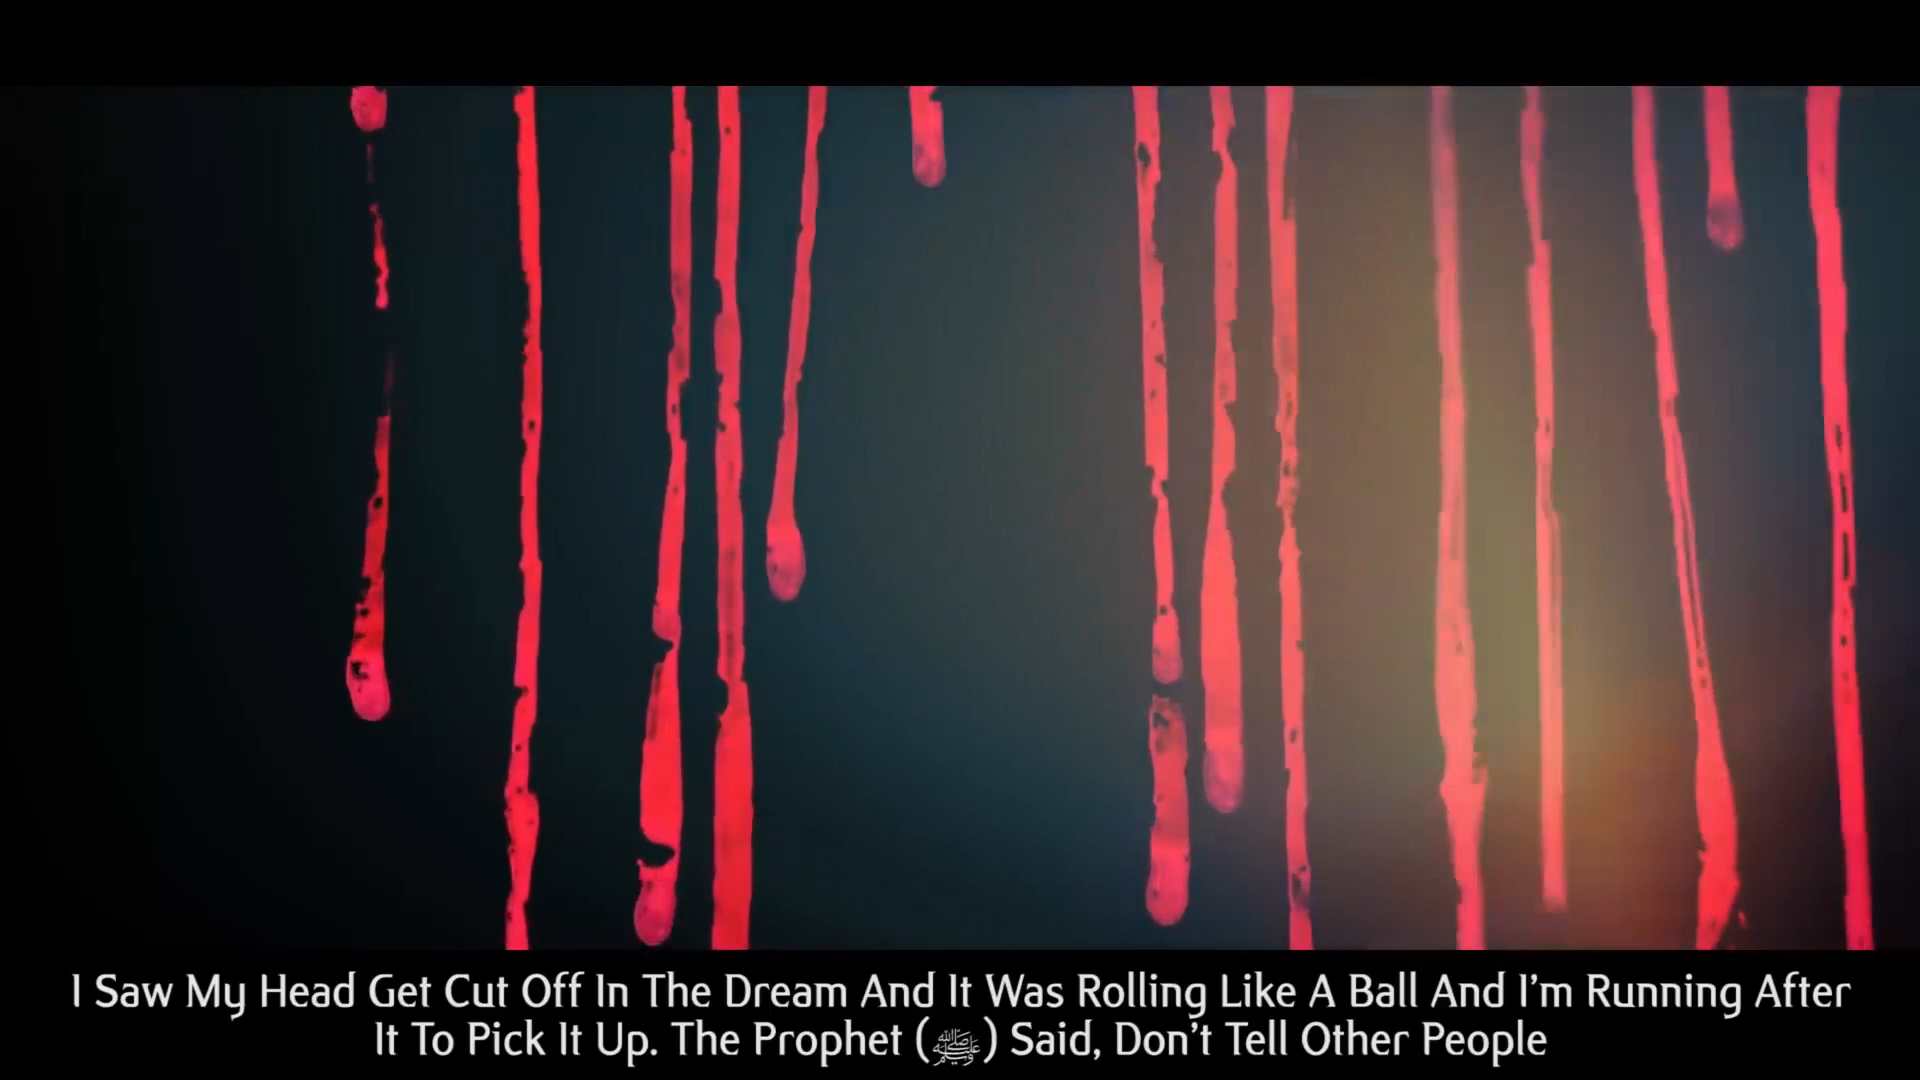 I Saw My Head Get Cut Off In The Dream And It Was Rolling Like A Ball And I'm Running After
It To Pick It Up. The Prophet (ﷺ) Said, Don't Tell Other People